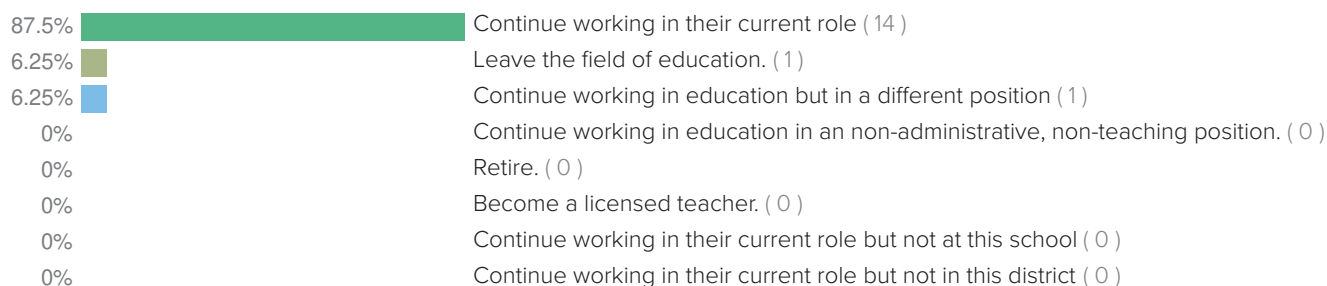 87.5% Continue working in their current role ( 14 )
6.25% Leave the field of education. ( 1 )
6.25% Continue working in education but in a different position ( 1 )
0% Continue working in education in an non-administrative, non-teaching position. ( 0 )
0% Retire. ( 0 )
0% Become a licensed teacher. ( 0 )
0% Continue working in their current role but not at this school ( 0 )
0% Continue working in their current role but not in this district ( 0 )